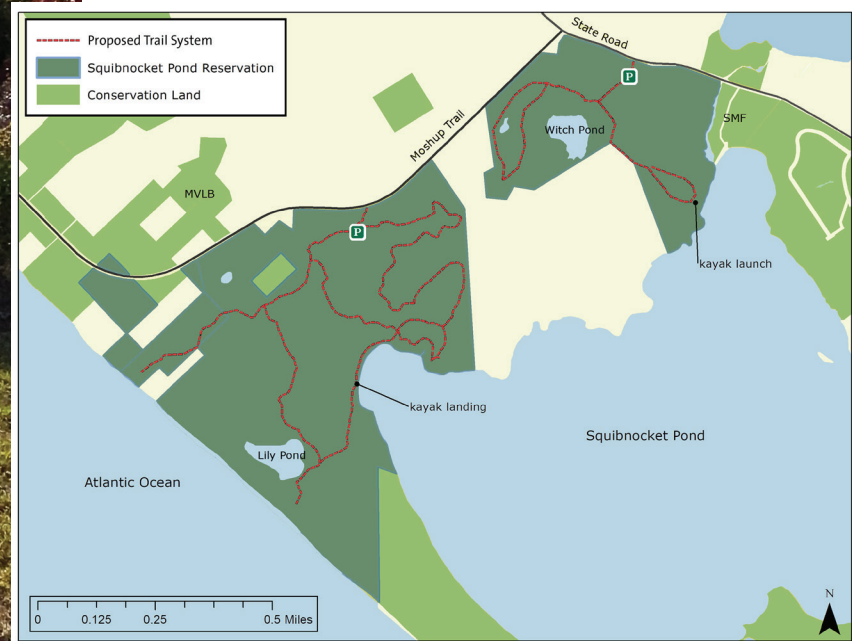 Proposed Trail System
Squibnocket Pond Reservation
Conservation Land
State Road
P
Moshup Trail
Witch Pond
SMF
MVLB
P
kayak launch
kayak landing
Squibnocket Pond
Lily Pond
Atlantic Ocean
N
0 0.125 0.25 0.5 Miles